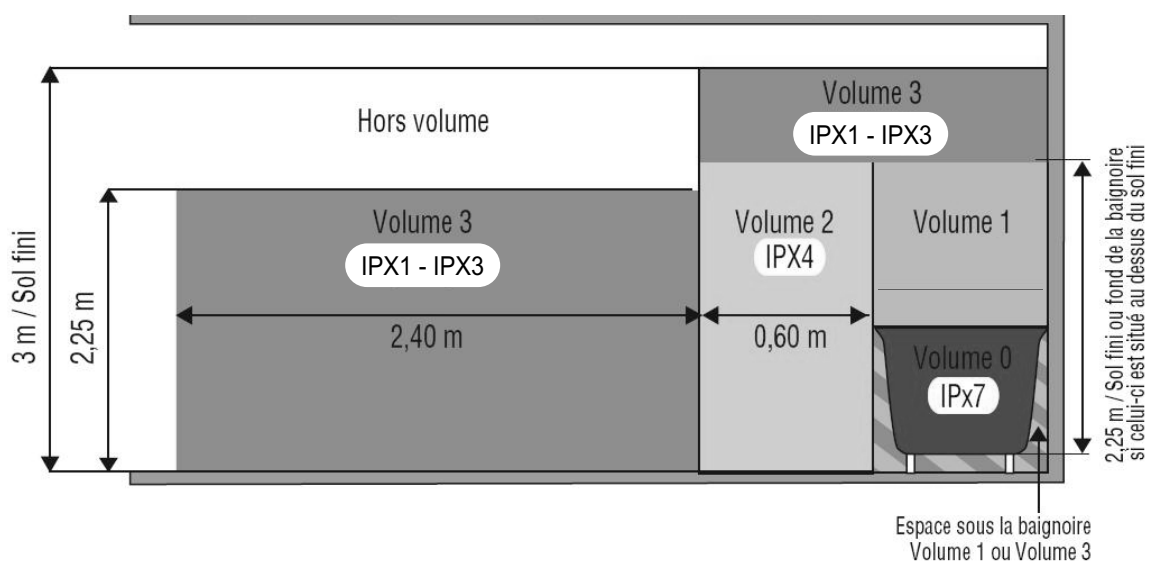 Volume 3
IPX1 - IPX3
Hors volume
Volume 3
IPX1 - IPX3
Volume 2
IPX4
Volume 1
3 m / Sol fini
2,25 m
2,40 m
0,60 m
Volume 0
IPx7
2,25 m / Sol fini ou fond de la baignoire
si celui-ci est situé au dessus du sol fini
Espace sous la baignoire
Volume 1 ou Volume 3